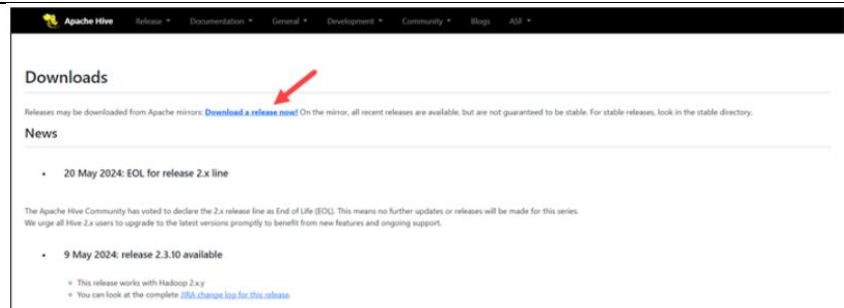 Apache Hive Release Documentation General Development Community Blogs ASF
Downloads
Releases may be downloaded from Apache mirrors: Download a release now! On the mirror, all recent releases are available, but are not guaranteed to be stable. For stable releases, look in the stable directory.
News
• 20 May 2024: EOL for release 2.x line
The Apache Hive Community has voted to declare the 2.x release line as End of Life (EOL). This means no further updates or releases will be made for this series.
We urge all Hive 2.x users to upgrade to the latest versions promptly to benefit from new features and ongoing support.
• 9 May 2024: release 2.3.10 available
This release works with Hadoop 2.x.y
You can look at the complete JIRA change log for this release.